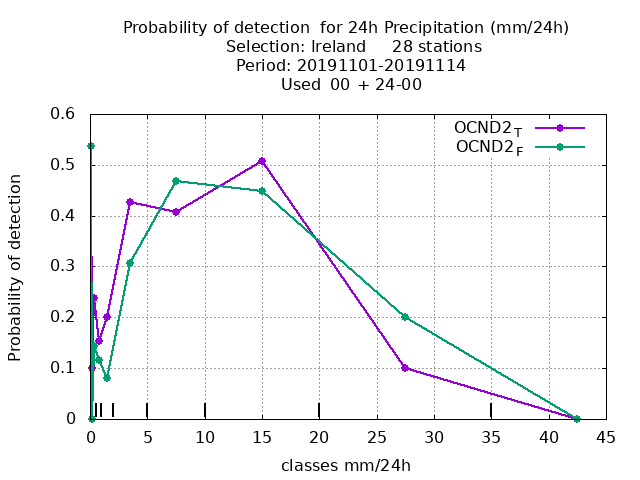 Probability of detection  for 24h Precipitation (mm/24h)
Selection: Ireland     28 stations
Period: 20191101-20191114
Used  00 + 24-00
OCND2T
OCND2F
Probability of detection
0.6
0.5
0.4
0.3
0.2
0.1
0
0 5 10 15 20 25 30 35 40 45
classes mm/24h